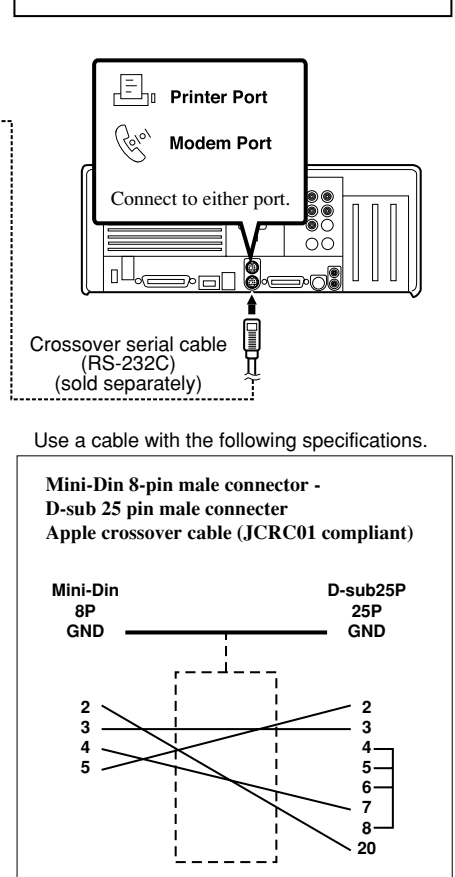 Printer Port
Modem Port
Connect to either port.
Crossover serial cable
(RS-232C)
(sold separately)
Use a cable with the following specifications.
Mini-Din 8-pin male connector -
D-sub 25 pin male connecter
Apple crossover cable (JCRC01 compliant)
Mini-Din
8P
GND
D-sub25P
25P
GND
2
3
4
5
2
3
4
5
6
7
8
20